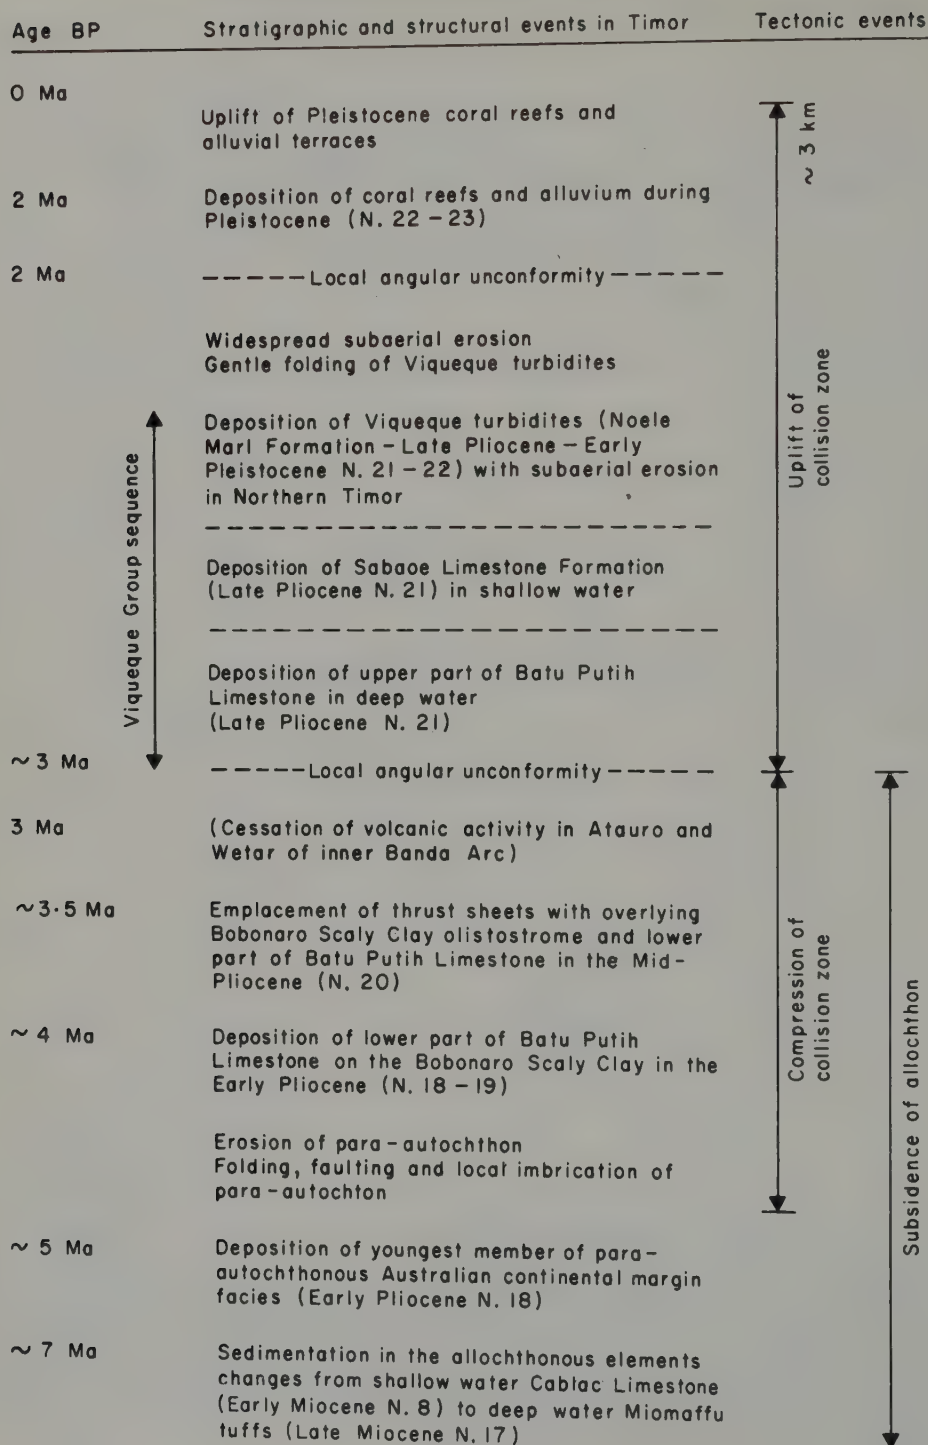 Age BP Stratigraphic and structural events in Timor Tectonic events
0 Ma
Uplift of Pleistocene coral reefs and
alluvial terraces
2 Ma Deposition of coral reefs and alluvium during
Pleistocene (N. 22 – 23)
2 Ma – – – – – Local angular unconformity – – – – –
Widespread subaerial erosion
Gentle folding of Viqueque turbidites
Deposition of Viqueque turbidites (Noele
Marl Formation – Late Pliocene – Early
Pleistocene N. 21 – 22) with subaerial erosion
in Northern Timor
Deposition of Sabaoe Limestone Formation
(Late Pliocene N. 21) in shallow water
Deposition of upper part of Batu Putih
Limestone in deep water
(Late Pliocene N. 21)
~ 3 Ma – – – – – Local angular unconformity – – – – –
3 Ma (Cessation of volcanic activity in Atauro and
Wetar of inner Banda Arc)
~3·5 Ma Emplacement of thrust sheets with overlying
Bobonaro Scaly Clay olistostrome and lower
part of Batu Putih Limestone in the Mid-
Pliocene (N. 20)
~ 4 Ma Deposition of lower part of Batu Putih
Limestone on the Bobonaro Scaly Clay in the
Early Pliocene (N. 18 – 19)
Erosion of para-autochthon
Folding, faulting and local imbrication of
para-autochton
~ 5 Ma Deposition of youngest member of para-
autochthonous Australian continental margin
facies (Early Pliocene N. 18)
~ 7 Ma Sedimentation in the allochthonous elements
changes from shallow water Cablac Limestone
(Early Miocene N. 8) to deep water Miomaffu
tuffs (Late Miocene N. 17)
Viqueque Group sequence
~ 3 km
Uplift of
collision zone
Compression of
collision zone
Subsidence of allochthon